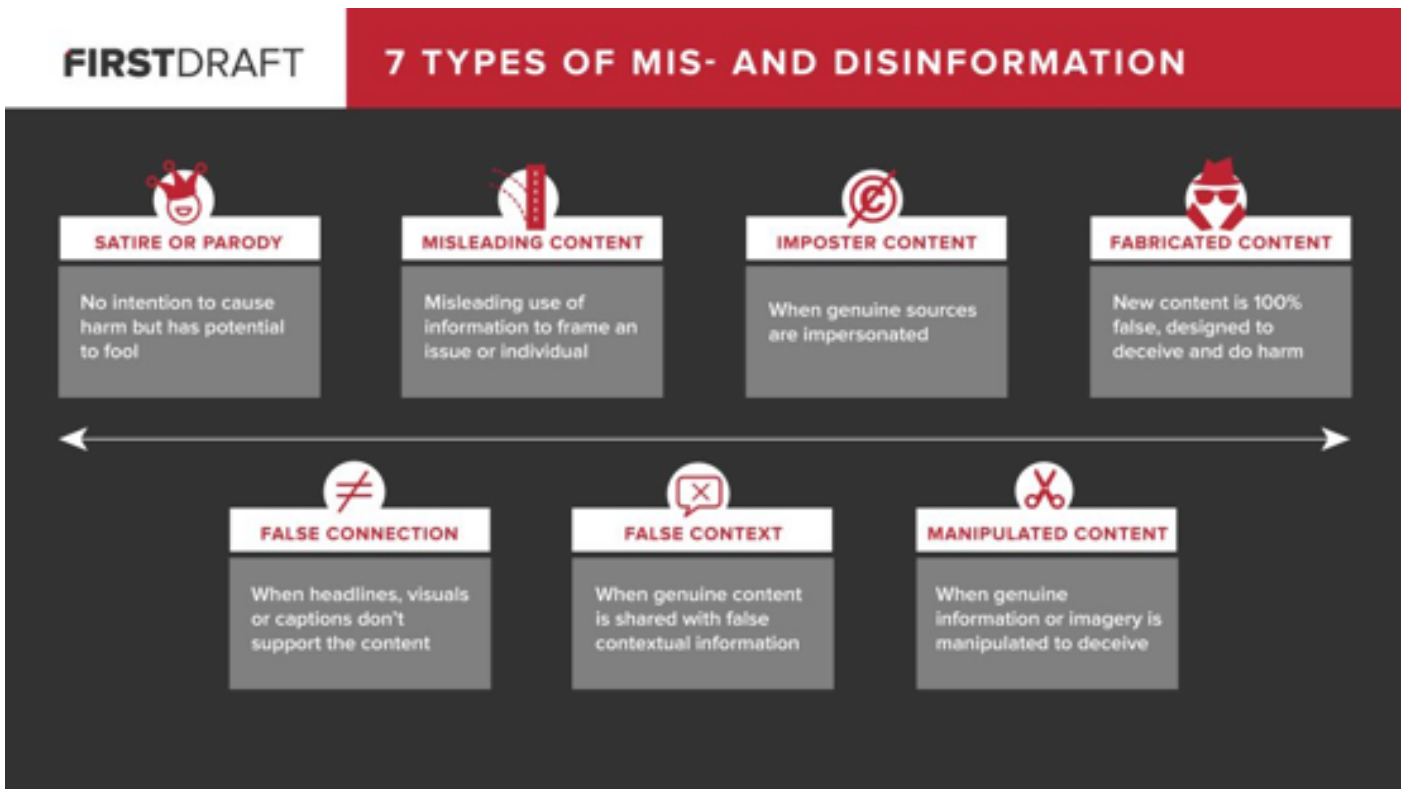 FIRSTDRAFT
7 TYPES OF MIS- AND DISINFORMATION
SATIRE OR PARODY
No intention to cause
harm but has potential
to fool
MISLEADING CONTENT
Misleading use of
information to frame an
issue or individual
IMPOSTER CONTENT
When genuine sources
are impersonated
FABRICATED CONTENT
New content is 100%
false, designed to
deceive and do harm
FALSE CONNECTION
When headlines, visuals
or captions don't
support the content
FALSE CONTEXT
When genuine content
is shared with false
contextual information
MANIPULATED CONTENT
When genuine
information or imagery is
manipulated to deceive